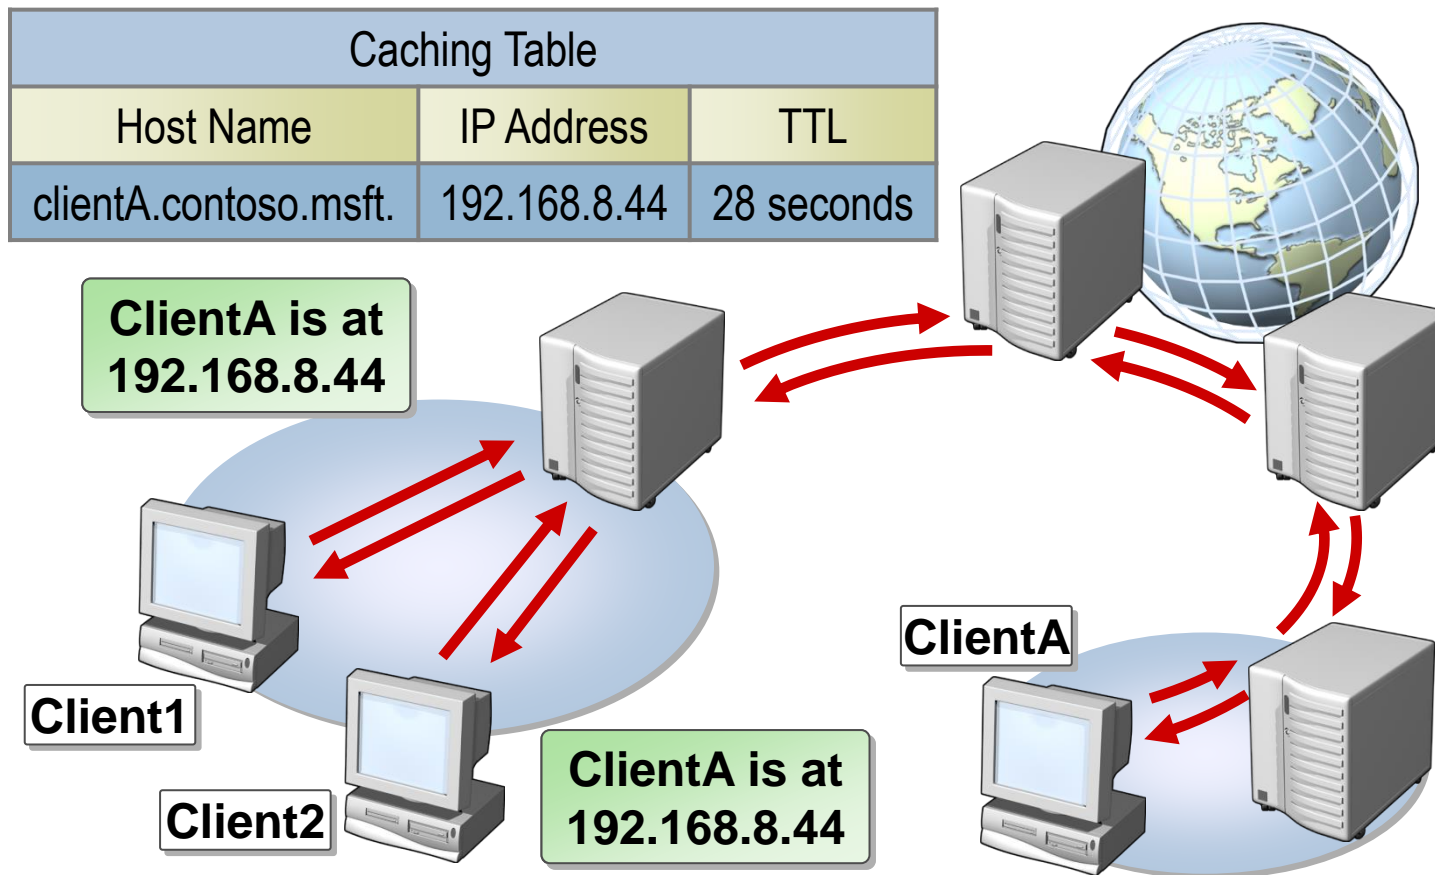 Caching Table
Host Name IP Address TTL
clientA.contoso.msft. 192.168.8.44 28 seconds
ClientA is at
192.168.8.44
Client1
Client2
ClientA is at
192.168.8.44
ClientA